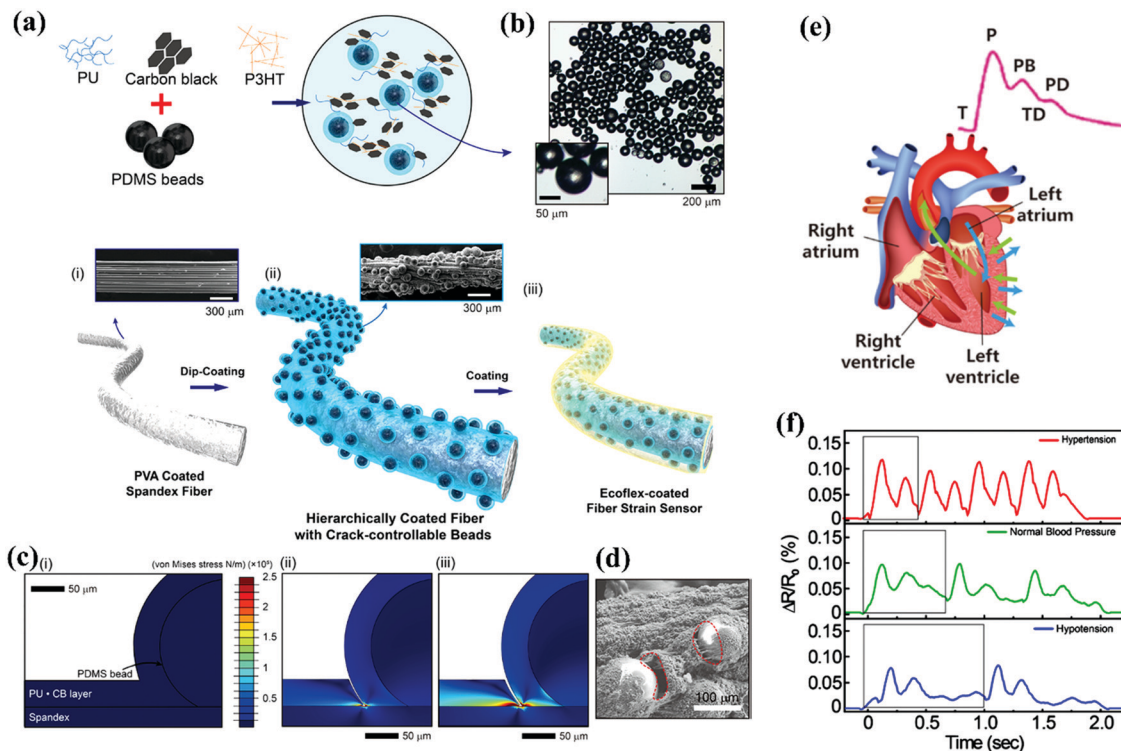 (a)
PU
Carbon black
P3HT
+
PDMS beads
(b)
50 μm
200 μm
(i)
300 μm
(ii)
300 μm
(iii)
Dip-Coating
Coating
PVA Coated
Spandex Fiber
Hierarchically Coated Fiber
with Crack-controllable Beads
Ecoflex-coated
Fiber Strain Sensor
(c)
(i)
(von Mises stress N/m) (×10⁵)
50 μm
PDMS bead
PU • CB layer
Spandex
2.5
2
1.5
1
0.5
(ii)
50 μm
(iii)
50 μm
(d)
100 μm
(e)
P
PB
PD
T
TD
Left
atrium
Right
atrium
Right
ventricle
Left
ventricle
(f)
ΔR/R₀ (%)
0.15
0.10
0.05
0
Hypertension
0.15
0.10
0.05
0
Normal Blood Pressure
0.15
0.10
0.05
0
Hypotension
0 0.5 1.0 1.5 2.0
Time (sec)